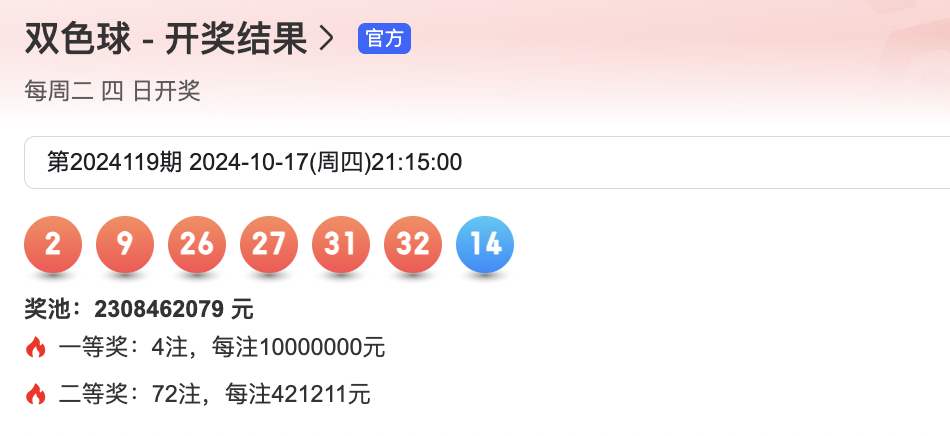 双色球 - 开奖结果 > 官方
每周二 四 日开奖
第2024119期 2024-10-17(周四)21:15:00
2 9 26 27 31 32 14
奖池：2308462079 元
一等奖：4注，每注10000000元
二等奖：72注，每注421211元